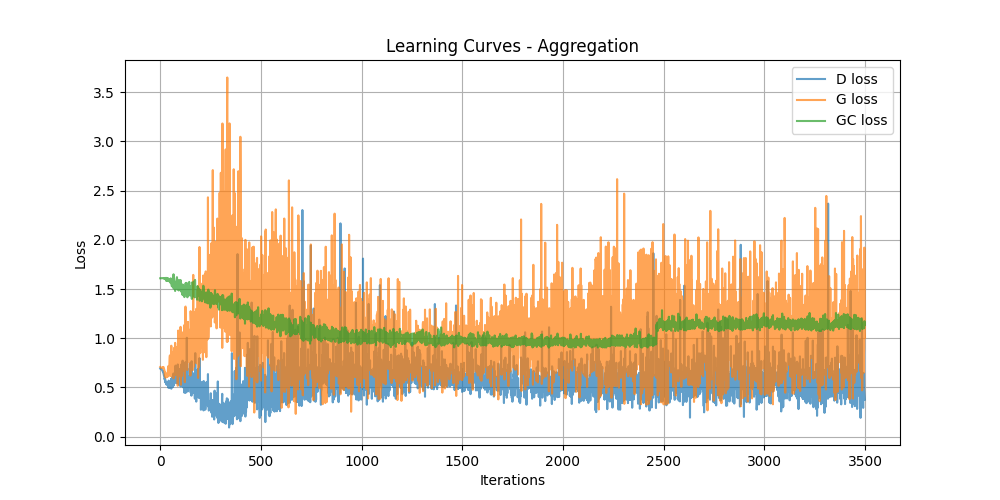 Learning Curves - Aggregation
D loss
G loss
GC loss
Loss
3.5
3.0
2.5
2.0
1.5
1.0
0.5
0.0
0 500 1000 1500 2000 2500 3000 3500
Iterations